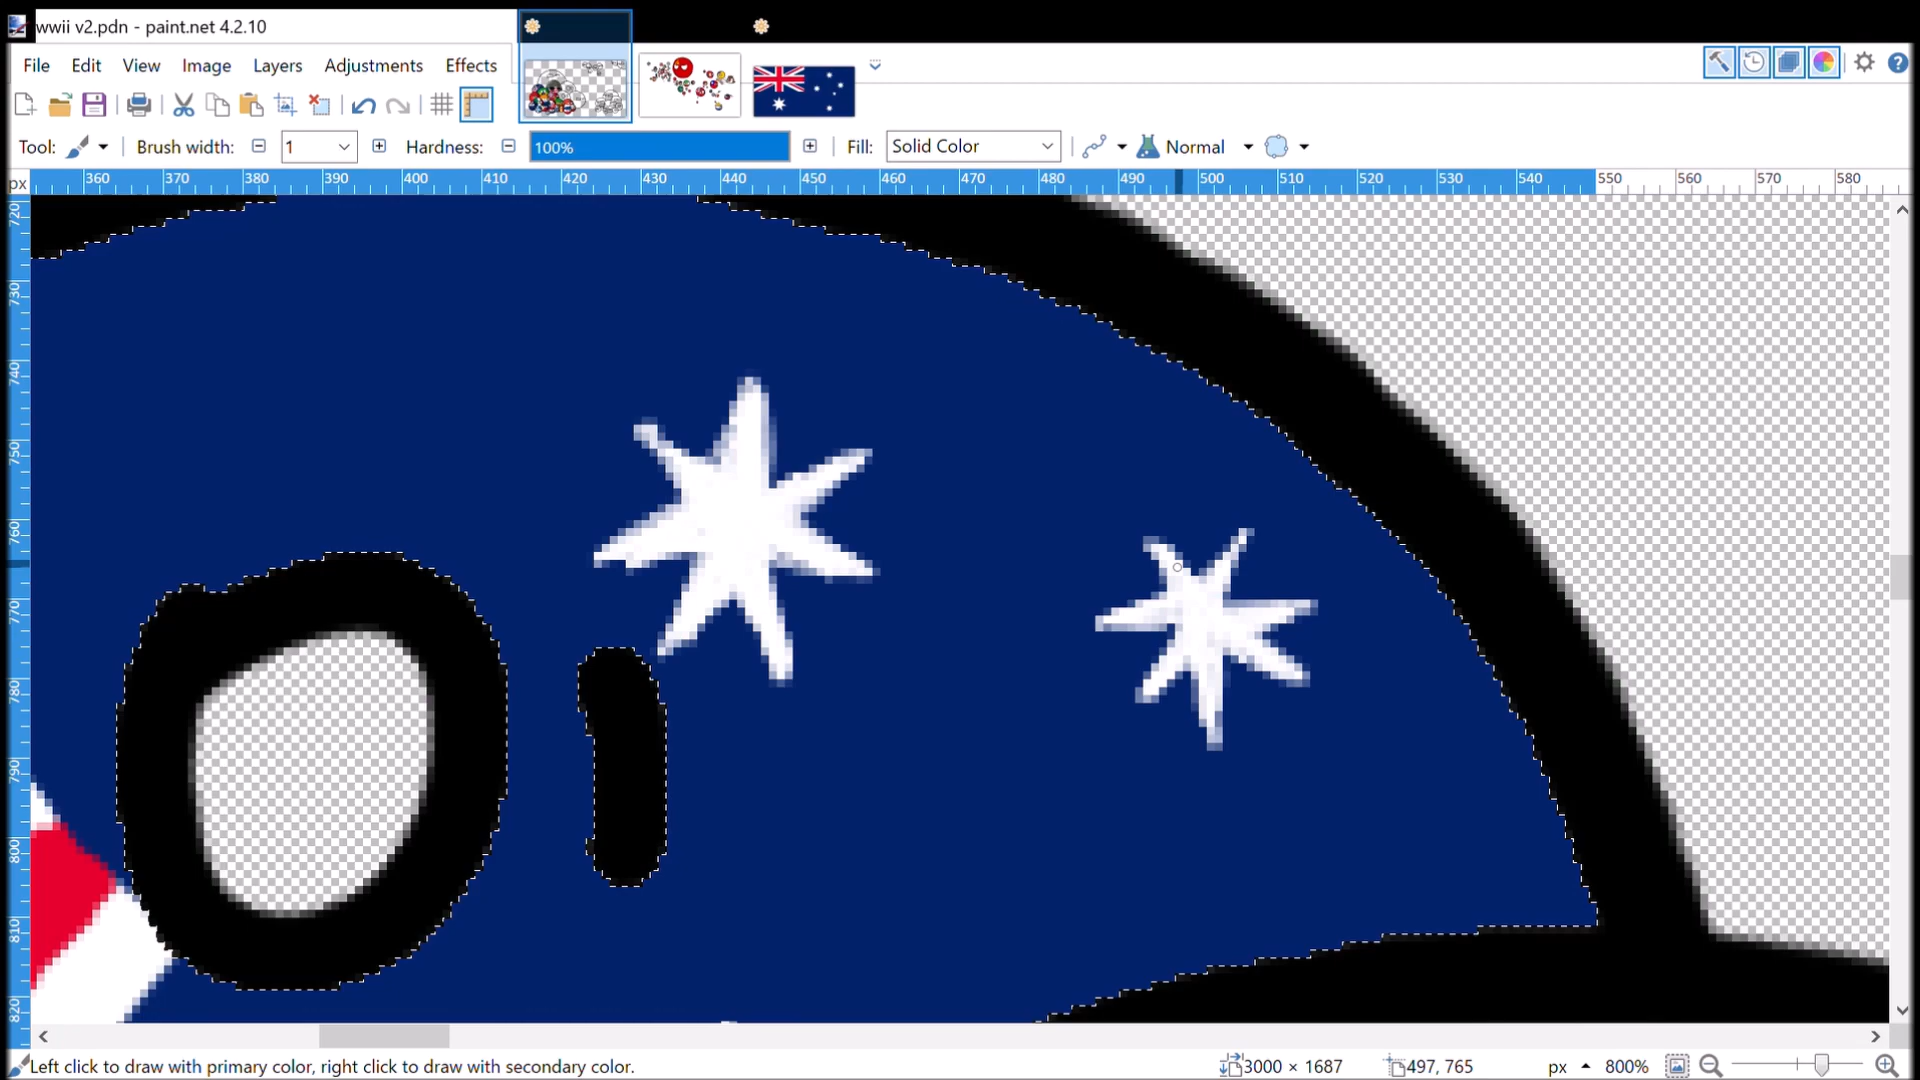 wwii v2.pdn - paint.net 4.2.10
File Edit View Image Layers Adjustments Effects
Tool: Brush width: 1 Hardness: 100% Fill: Solid Color Normal
px 360 370 380 390 400 410 420 430 440 450 460 470 480 490 500 510 520 530 540 550 560 570 580
720
730
740
750
760
770
780
790
800
810
820
Left click to draw with primary color, right click to draw with secondary color. 3000 × 1687 497, 765 px 800%